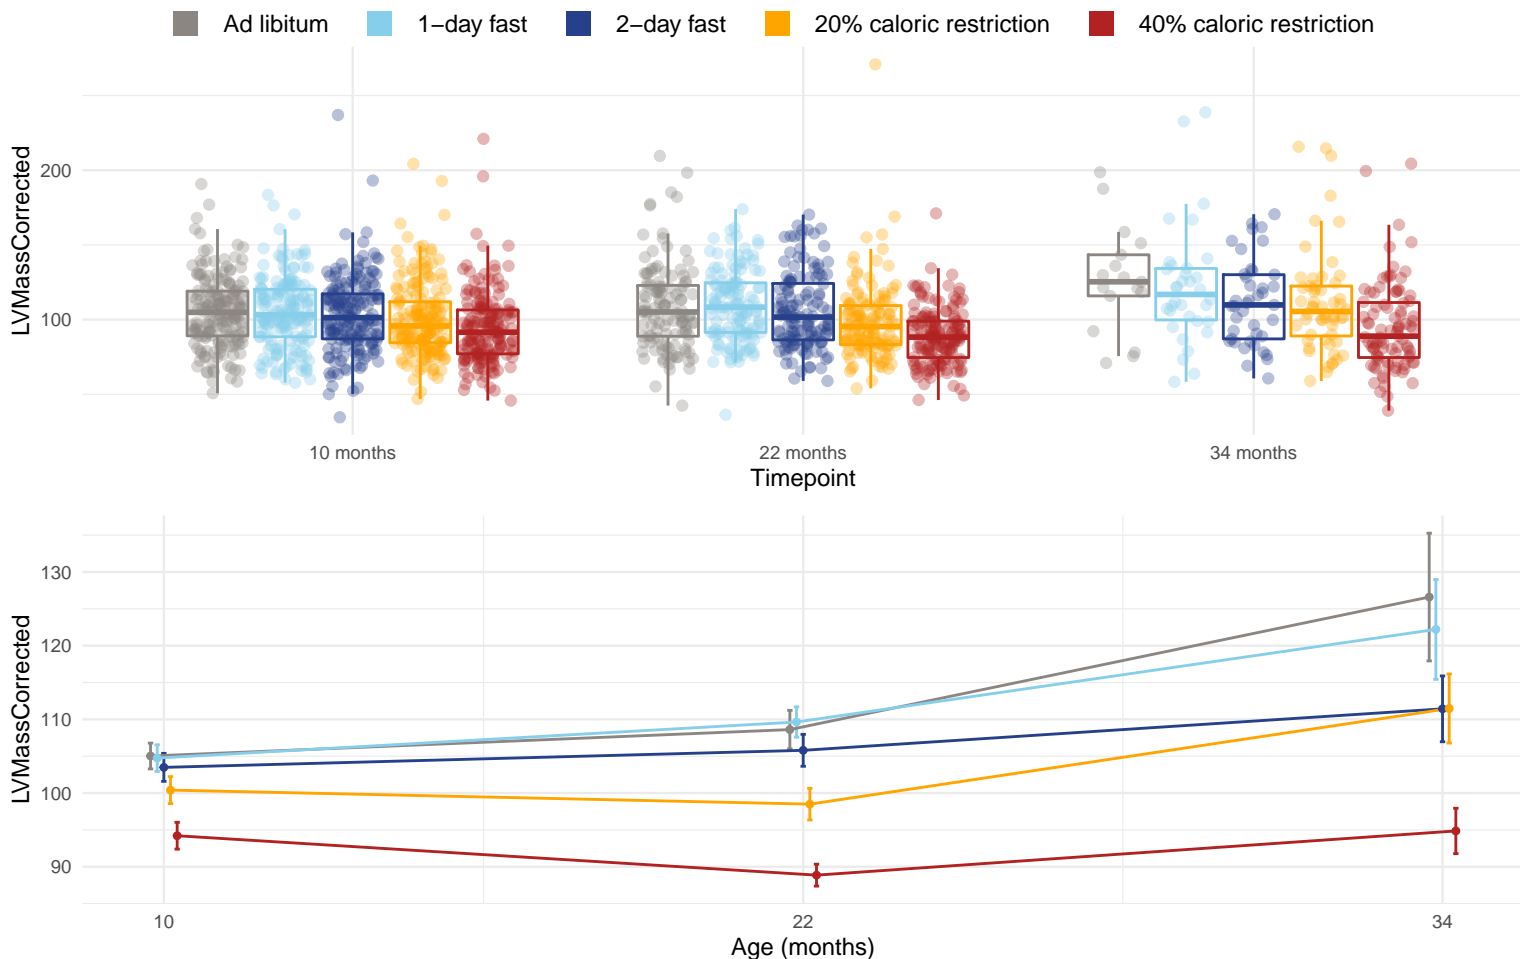 Ad libitum 1−day fast 2−day fast 20% caloric restriction 40% caloric restriction
LVMassCorrected
200
100
10 months 22 months 34 months
Timepoint
LVMassCorrected
130
120
110
100
90
10 22 34
Age (months)